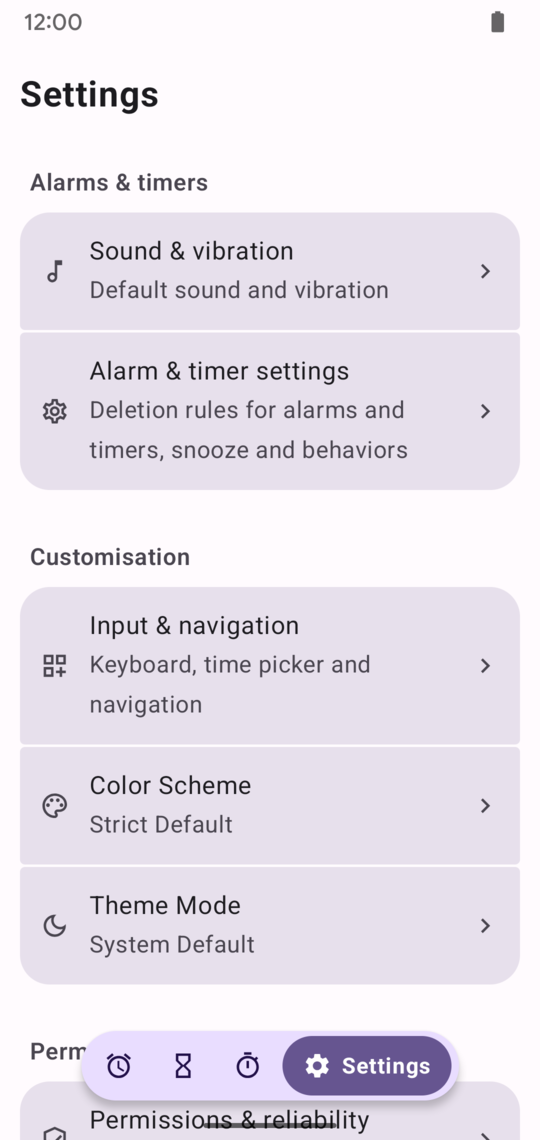 12:00
Settings
Alarms & timers
Sound & vibration
Default sound and vibration
Alarm & timer settings
Deletion rules for alarms and
timers, snooze and behaviors
Customisation
Input & navigation
Keyboard, time picker and
navigation
Color Scheme
Strict Default
Theme Mode
System Default
Perm
Settings
Permissions & reliability